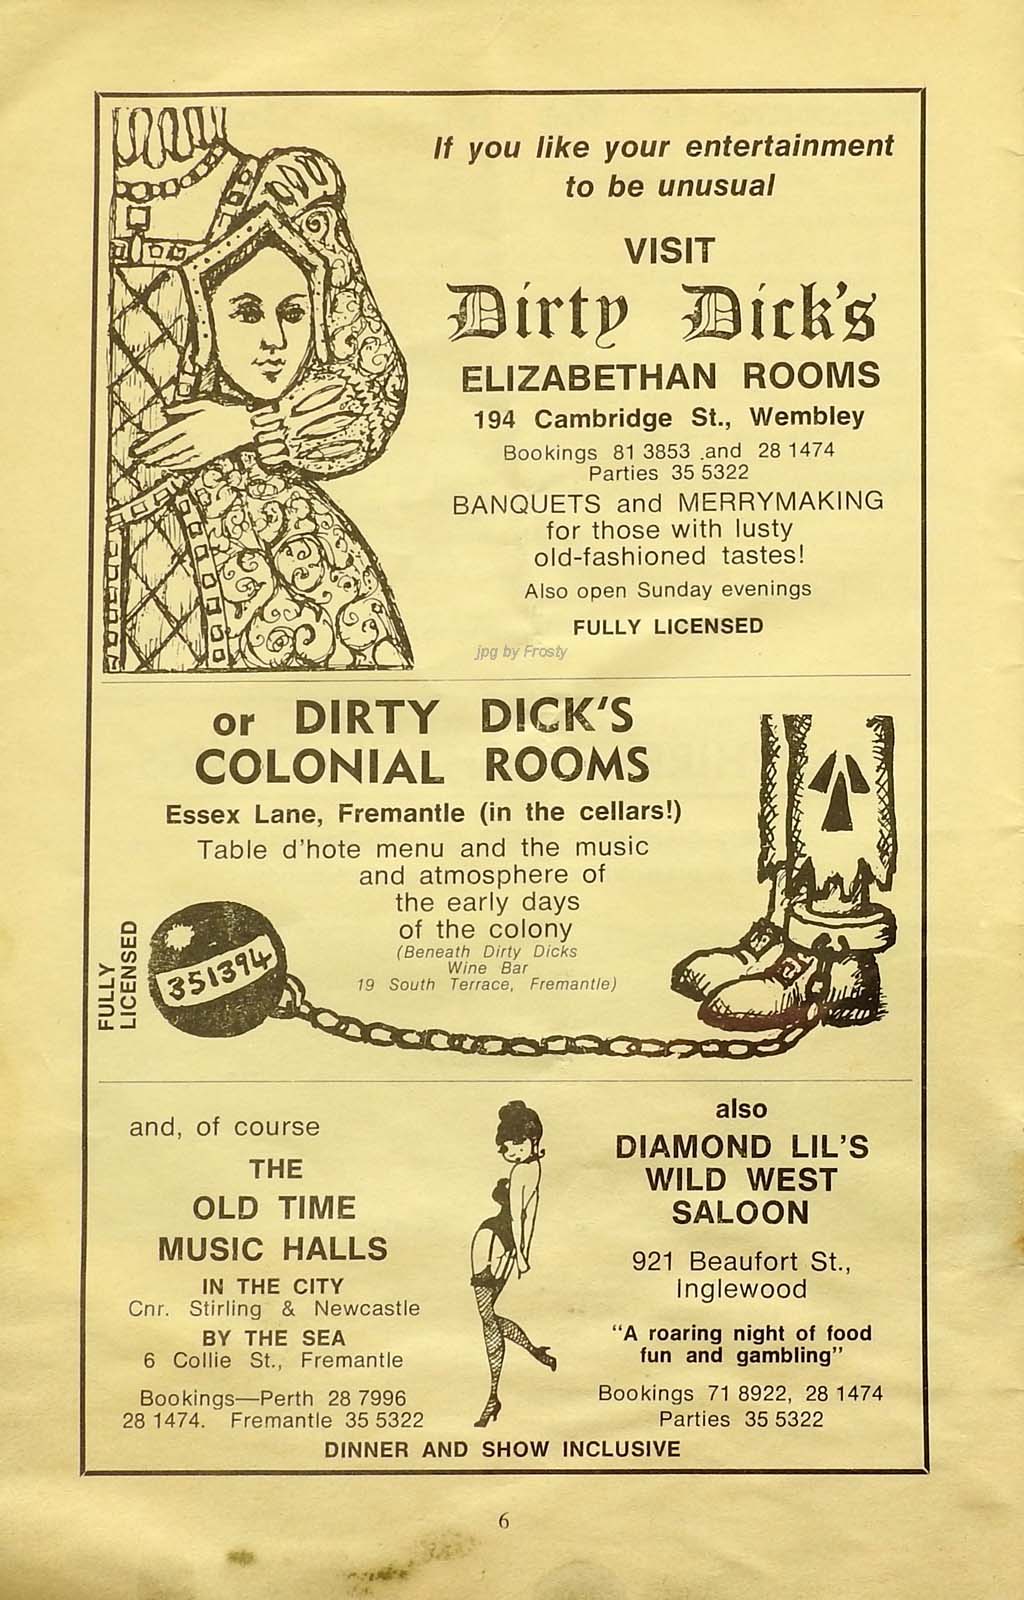 If you like your entertainment
to be unusual
VISIT
Dirty Dick's
ELIZABETHAN ROOMS
194 Cambridge St., Wembley
Bookings 81 3853 .and 28 1474
Parties 35 5322
BANQUETS and MERRYMAKING
for those with lusty
old-fashioned tastes!
Also open Sunday evenings
FULLY LICENSED
jpg by Frosty
or DIRTY DICK'S
COLONIAL ROOMS
Essex Lane, Fremantle (in the cellars!)
Table d'hote menu and the music
and atmosphere of
the early days
of the colony
(Beneath Dirty Dicks
Wine Bar
19 South Terrace, Fremantle)
FULLY
LICENSED
351394
and, of course
THE
OLD TIME
MUSIC HALLS
IN THE CITY
Cnr. Stirling & Newcastle
BY THE SEA
6 Collie St., Fremantle
Bookings—Perth 28 7996
28 1474. Fremantle 35 5322
also
DIAMOND LIL'S
WILD WEST
SALOON
921 Beaufort St.,
Inglewood
"A roaring night of food
fun and gambling"
Bookings 71 8922, 28 1474
Parties 35 5322
DINNER AND SHOW INCLUSIVE
6